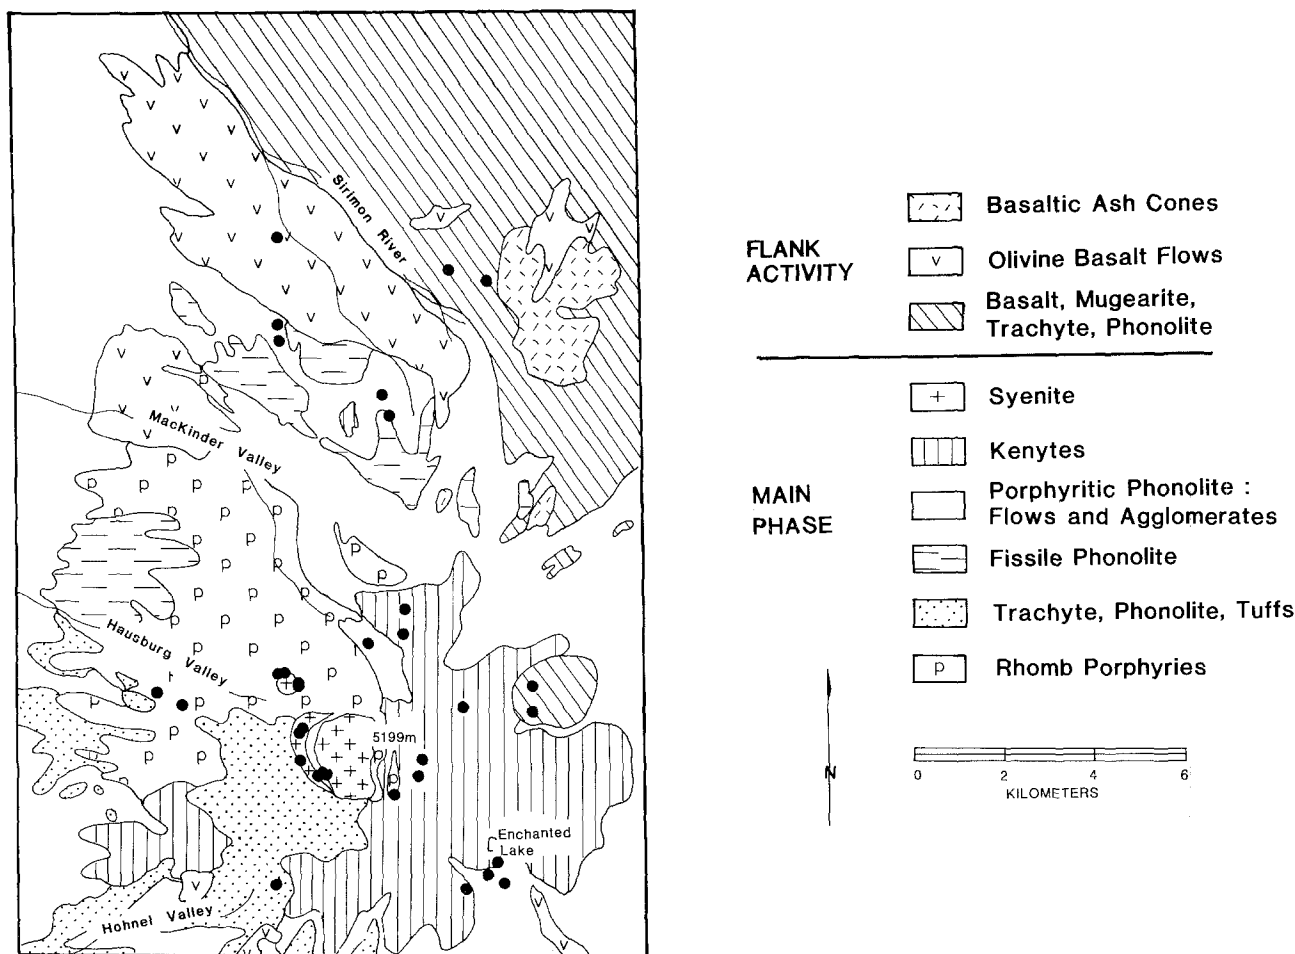 Sirimon River
MacKinder Valley
Hausburg Valley
5199m
Enchanted
Lake
Hohnel Valley
FLANK
ACTIVITY
Basaltic Ash Cones
v
Olivine Basalt Flows
Basalt, Mugearite,
Trachyte, Phonolite
MAIN
PHASE
+
Syenite
Kenytes
Porphyritic Phonolite :
Flows and Agglomerates
Fissile Phonolite
Trachyte, Phonolite, Tuffs
p
Rhomb Porphyries
N
0 2 4 6
KILOMETERS